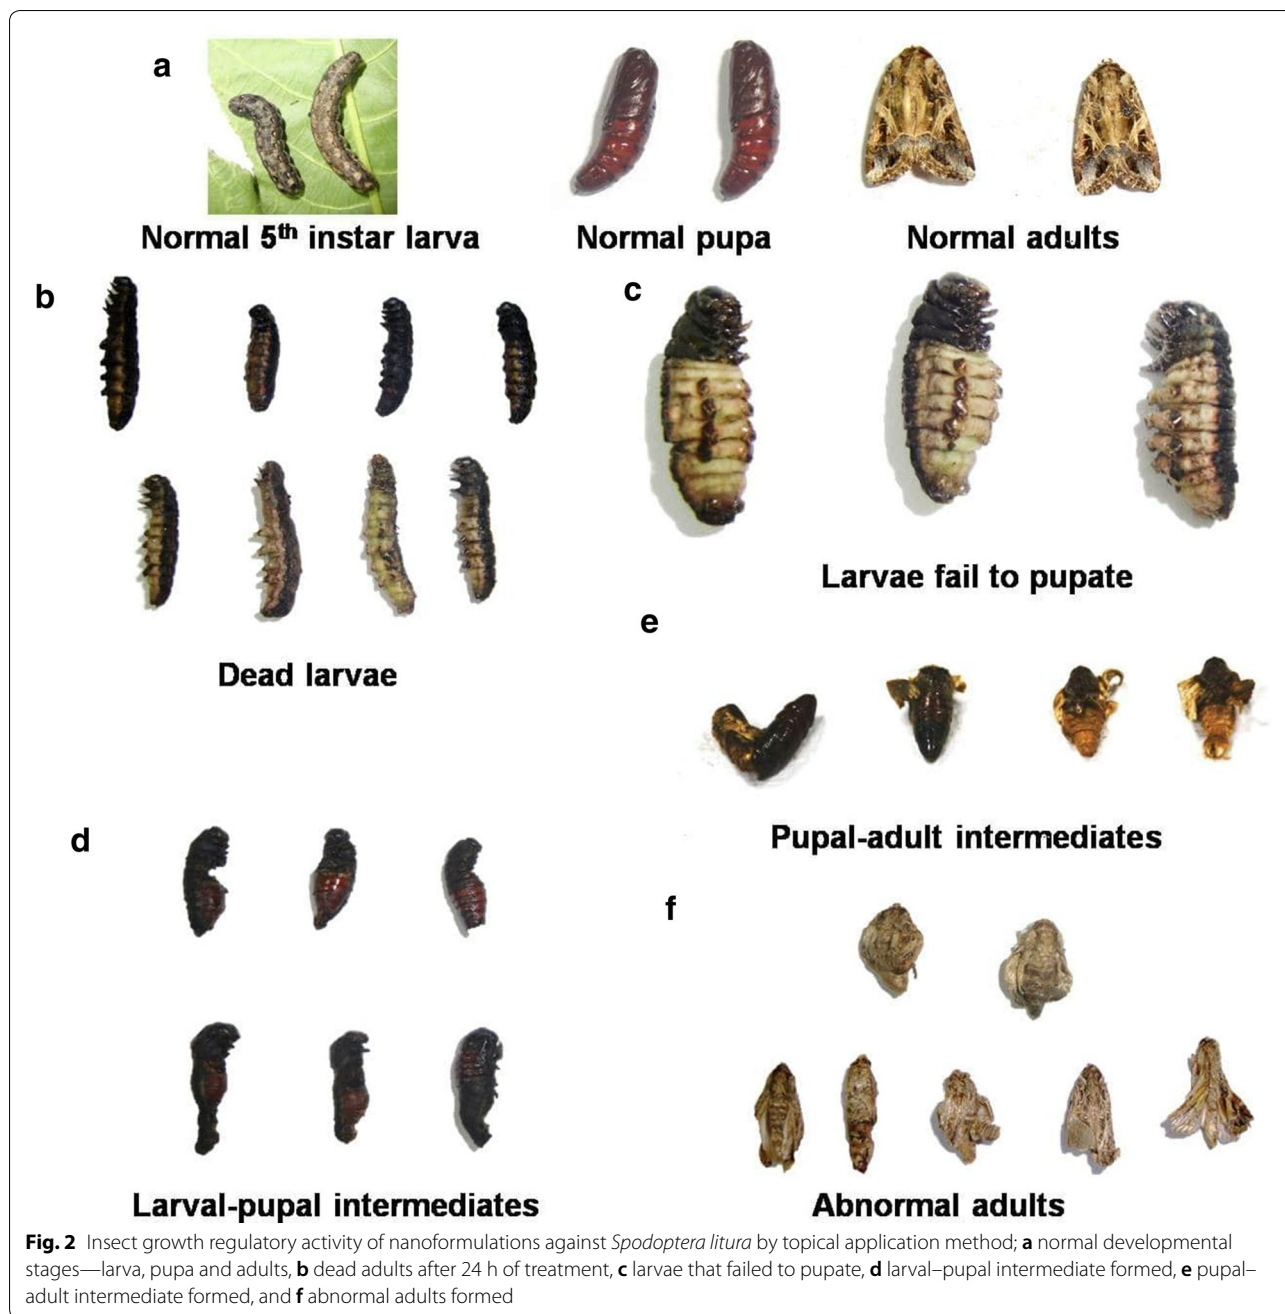 a
Normal 5th instar larva
Normal pupa
Normal adults
b
c
Larvae fail to pupate
Dead larvae
e
Pupal-adult intermediates
d
f
Larval-pupal intermediates
Abnormal adults
Fig. 2 Insect growth regulatory activity of nanoformulations against Spodoptera litura by topical application method; a normal developmental
stages—larva, pupa and adults, b dead adults after 24 h of treatment, c larvae that failed to pupate, d larval–pupal intermediate formed, e pupal–
adult intermediate formed, and f abnormal adults formed